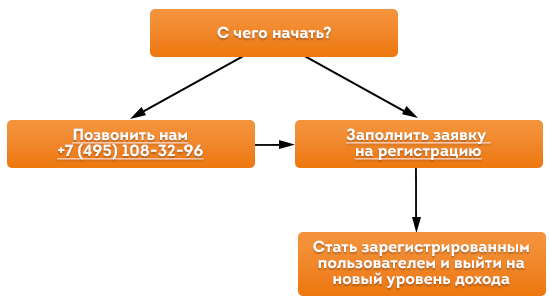 С чего начать?
Позвонить нам
+7 (495) 108-32-96
Заполнить заявку
на регистрацию
Стать зарегистрированным
пользователем и выйти на
новый уровень дохода